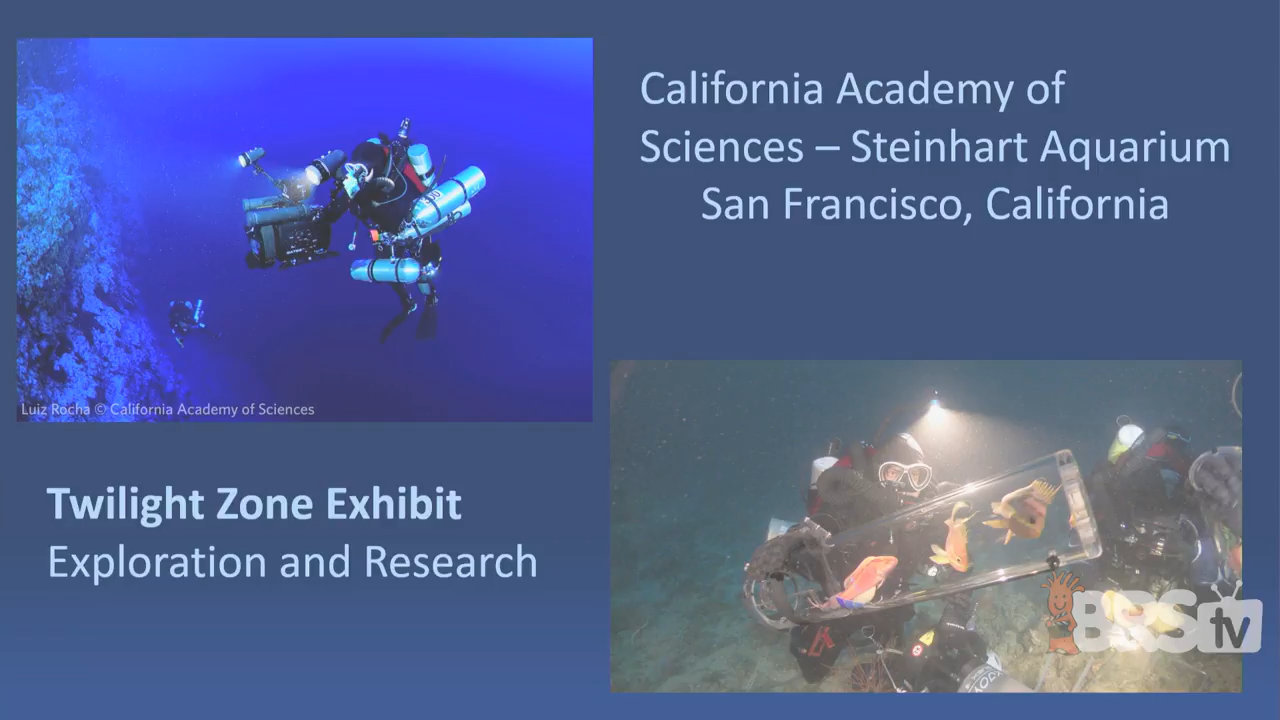 California Academy of
Sciences – Steinhart Aquarium
San Francisco, California
Luiz Rocha © California Academy of Sciences
Twilight Zone Exhibit
Exploration and Research
BRStv